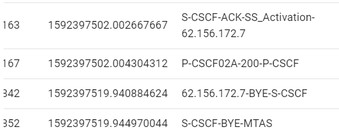 163 1592397502.002667667 S-CSCF-ACK-SS_Activation-
62.156.172.7
167 1592397502.004304312 P-CSCF02A-200-P-CSCF
342 1592397519.940884624 62.156.172.7-BYE-S-CSCF
352 1592397519.944970044 S-CSCF-BYE-MTAS